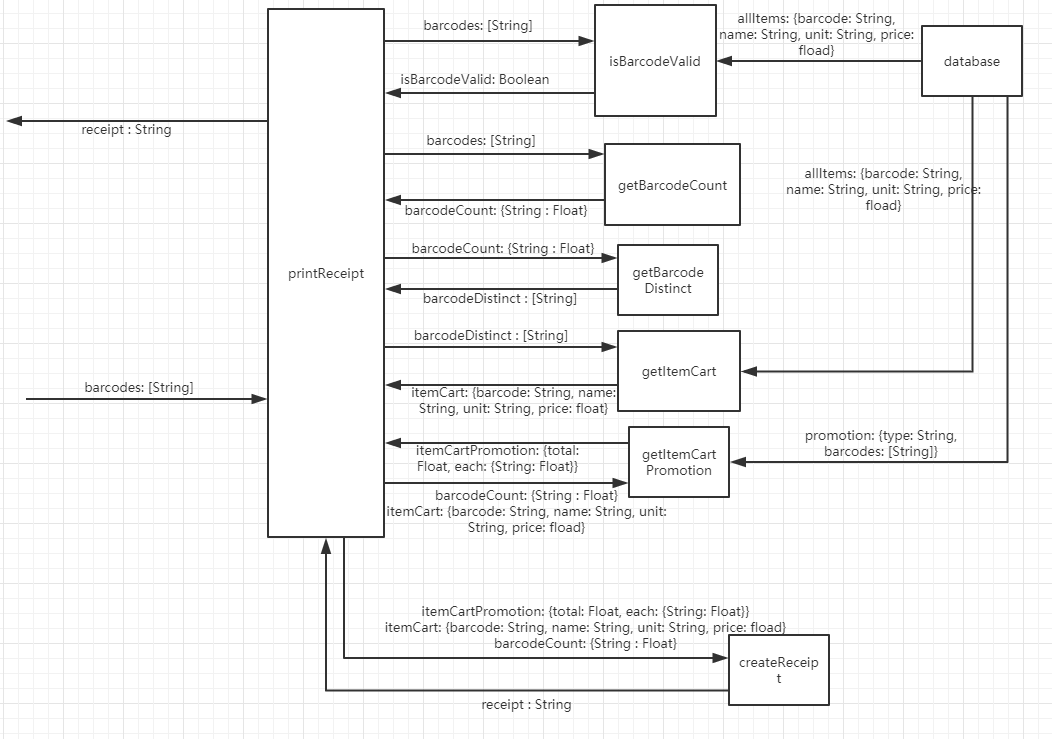 barcodes: [String]
allItems: {barcode: String,
name: String, unit: String, price:
fload}
isBarcodeValid
database
isBarcodeValid: Boolean
receipt : String
barcodes: [String]
getBarcodeCount
allItems: {barcode: String,
name: String, unit: String, price:
fload}
barcodeCount: {String : Float}
barcodeCount: {String : Float}
printReceipt
getBarcode
Distinct
barcodeDistinct : [String]
barcodeDistinct : [String]
getItemCart
barcodes: [String]
itemCart: {barcode: String, name:
String, unit: String, price: float}
promotion: {type: String,
barcodes: [String]}
itemCartPromotion: {total:
Float, each: {String: Float}}
getItemCart
Promotion
barcodeCount: {String : Float}
itemCart: {barcode: String, name: String, unit:
String, price: fload}
itemCartPromotion: {total: Float, each: {String: Float}}
itemCart: {barcode: String, name: String, unit: String, price: fload}
barcodeCount: {String : Float}
createReceip
t
receipt : String